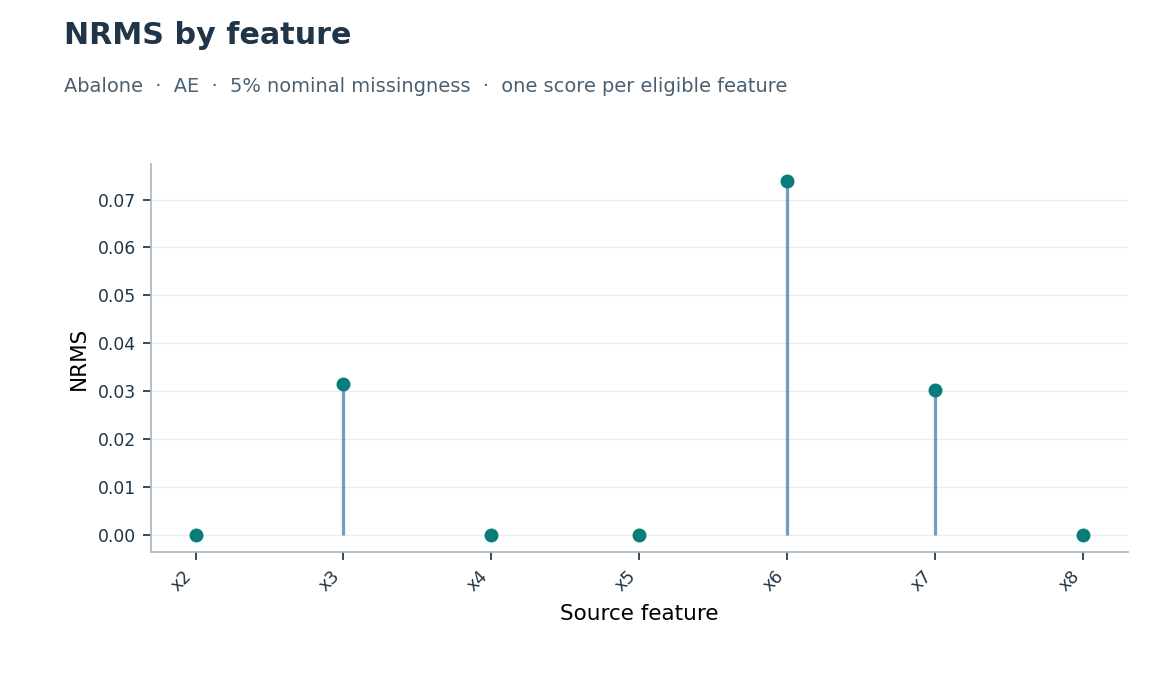 NRMS by feature
Abalone · AE · 5% nominal missingness · one score per eligible feature
NRMS
0.07
0.06
0.05
0.04
0.03
0.02
0.01
0.00
x2 x3 x4 x5 x6 x7 x8
Source feature